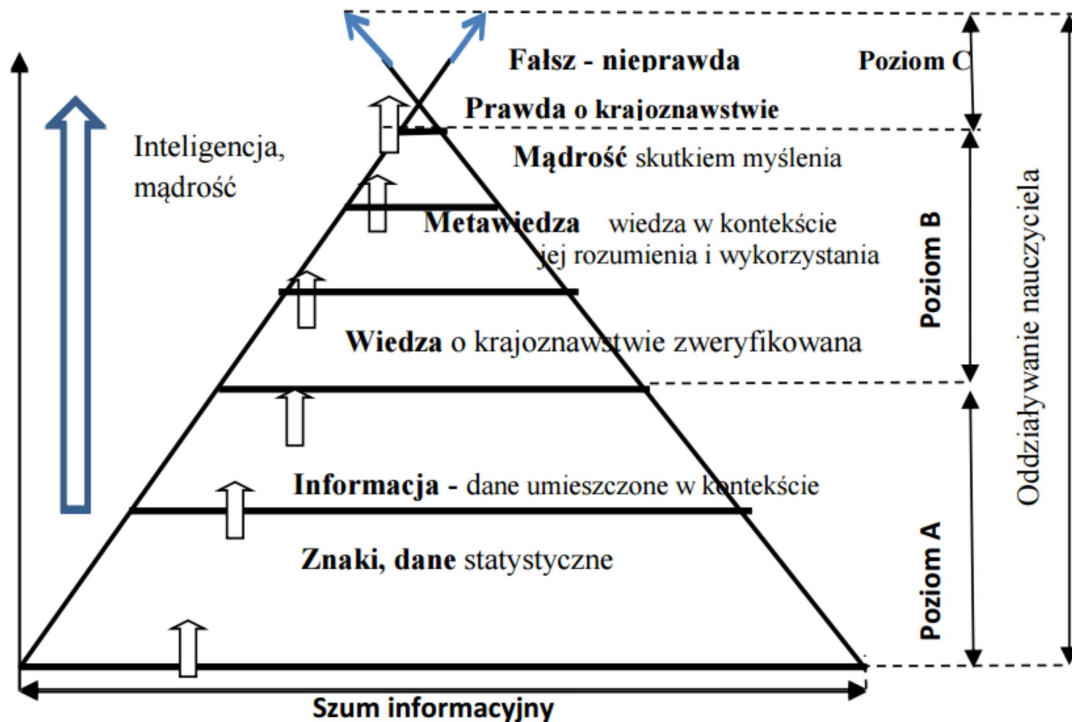 Fałsz - nieprawda
Poziom C
Prawda o krajoznawstwie
Inteligencja,
mądrość
Mądrość skutkiem myślenia
Metawiedza wiedza w kontekście
jej rozumienia i wykorzystania
Poziom B
Oddziaływanie nauczyciela
Wiedza o krajoznawstwie zweryfikowana
Informacja - dane umieszczone w kontekście
Znaki, dane statystyczne
Poziom A
Szum informacyjny